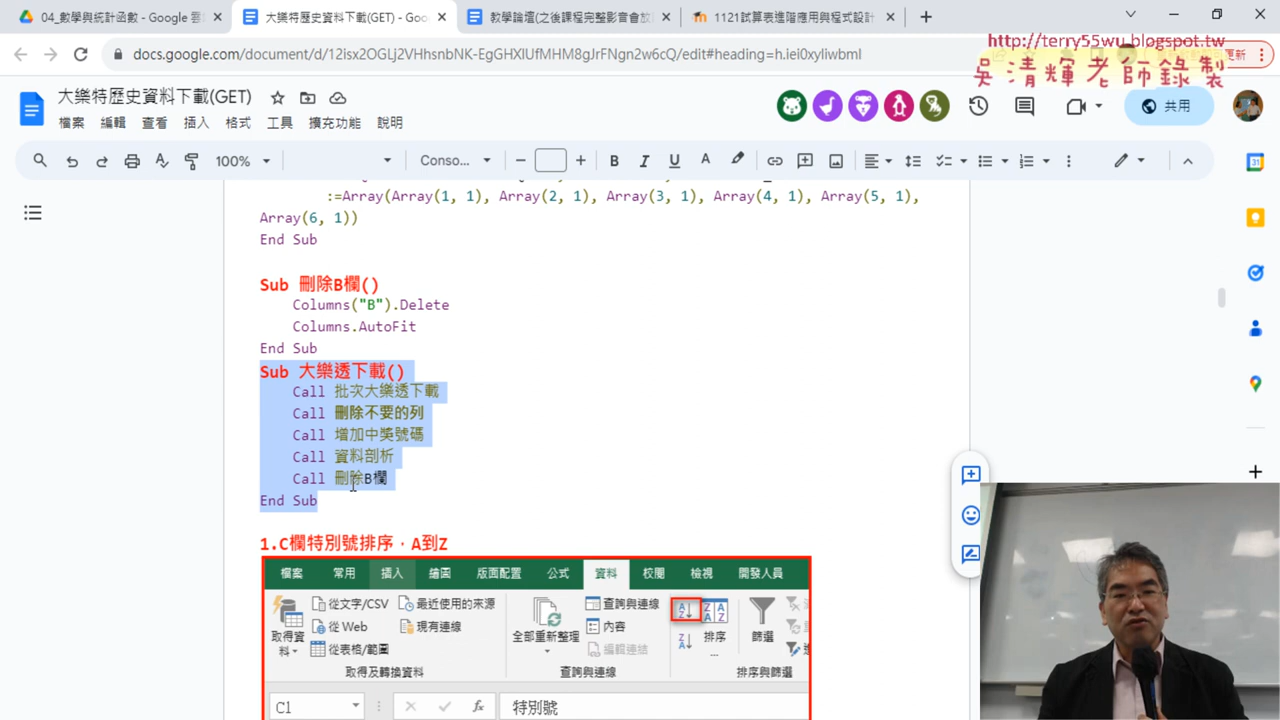 04_數學與統計函數 - Google 雲
大樂特歷史資料下載(GET) - Goo
教學論壇(之後課程完整影音會放
1121試算表進階應用與程式設計
docs.google.com/document/d/12lsx2OGLj2VHhsnbNK-EgGHXlUfMHM8gJrFNgn2w6cQ/edit#heading=h.iei0xyliwbml
http://terry55wu.blogspot.tw
吳清輝老師錄製
大樂特歷史資料下載(GET)
檔案 編輯 查看 插入 格式 工具 擴充功能 說明
共用
100% Conso... B I U A
:=Array(Array(1, 1), Array(2, 1), Array(3, 1), Array(4, 1), Array(5, 1),
Array(6, 1))
End Sub
Sub 刪除B欄()
Columns("B").Delete
Columns.AutoFit
End Sub
Sub 大樂透下載()
Call 批次大樂透下載
Call 刪除不要的列
Call 增加中獎號碼
Call 資料剖析
Call 刪除B欄
End Sub
1.C欄特別號排序，A到Z
檔案 常用 插入 繪圖 版面配置 公式 資料 校閱 檢視 開發人員
從文字/CSV 最近使用的來源 查詢與連線
取得資料 從 Web 現有連線 全部重新整理 內容 排序 篩選
從表格/範圍 編輯連結
取得及轉換資料 查詢與連線 排序與篩選
C1 fx 特別號